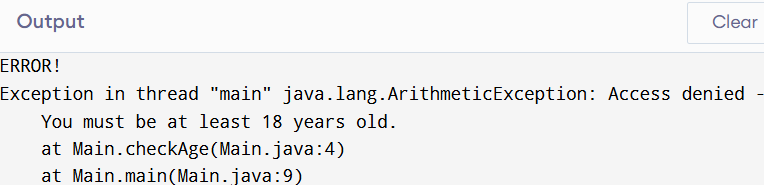 Output
Clear
ERROR!
Exception in thread "main" java.lang.ArithmeticException: Access denied -
You must be at least 18 years old.
at Main.checkAge(Main.java:4)
at Main.main(Main.java:9)